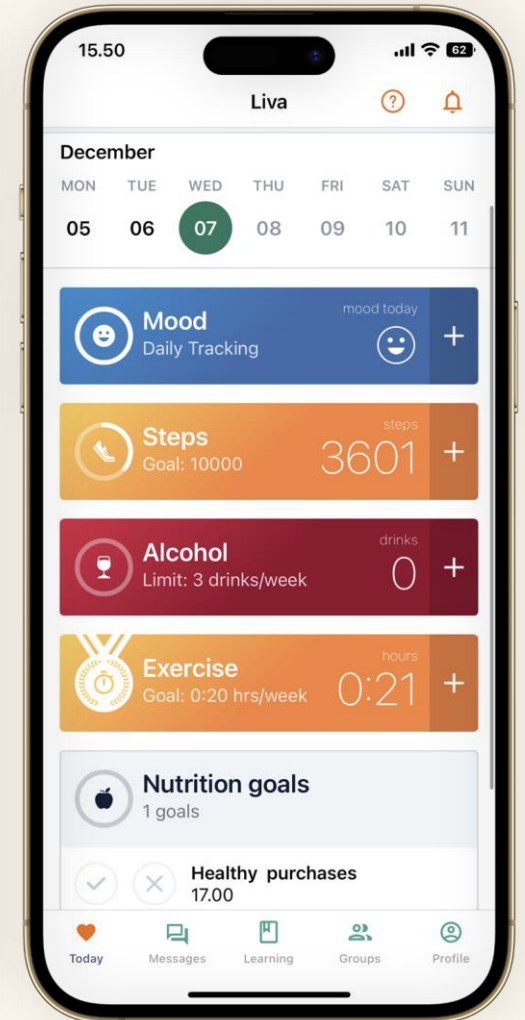 15.50
62
Liva
December
MON TUE WED THU FRI SAT SUN
05 06 07 08 09 10 11
Mood
Daily Tracking
mood today
+
Steps
Goal: 10000
steps
3601
+
Alcohol
Limit: 3 drinks/week
drinks
0
+
Exercise
Goal: 0:20 hrs/week
hours
0:21
+
Nutrition goals
1 goals
Healthy purchases
17.00
Today Messages Learning Groups Profile